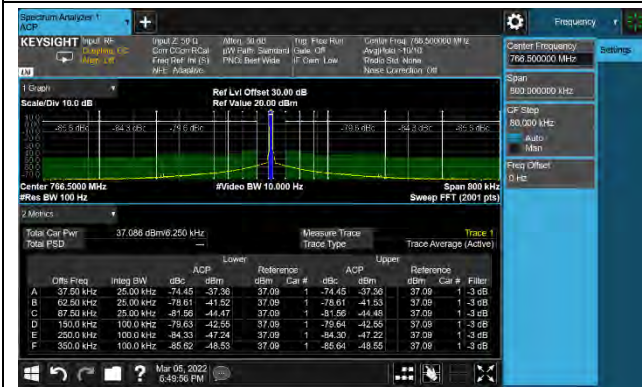 Spectrum Analyzer 1
ACP
Frequency
KEYSIGHT Input: RF
Coupling: DC
Align: Off
Input Z: 50 Ω
Corr CCorr RCal
Freq Ref: Int (S)
NFE: Adaptive
Atten: 30 dB
µW Path: Standard
PNO: Best Wide
Trig: Free Run
Gate: Off
IF Gain: Low
Center Freq: 766.500000 MHz
Avg|Hold: >10/10
Radio Std: None
Noise Correction: Off
LXI
Center Frequency
766.500000 MHz
Settings
Span
800.000000 kHz
CF Step
80.000 kHz
Auto
Man
Freq Offset
0 Hz
1 Graph
Scale/Div 10.0 dB
Ref Lvl Offset 30.00 dB
Ref Value 20.00 dBm
-85.6 dBc
-84.3 dBc
-79.6 dBc
-79.6 dBc
-84.3 dBc
-85.6 dBc
Center 766.5000 MHz
#Video BW 10.000 Hz
Span 800 kHz
#Res BW 100 Hz
Sweep FFT (2001 pts)
2 Metrics
Total Car Pwr 37.086 dBm/6.250 kHz
Total PSD —
Measure Trace Trace 1
Trace Type Trace Average (Active)
Lower Upper
ACP Reference ACP Reference
Offs Freq Integ BW dBc dBm dBm Car # dBc dBm dBm Car # Filter
A 37.50 kHz 25.00 kHz -74.45 -37.36 37.09 1 -74.45 -37.36 37.09 1 -3 dB
B 62.50 kHz 25.00 kHz -78.61 -41.52 37.09 1 -78.61 -41.53 37.09 1 -3 dB
C 87.50 kHz 25.00 kHz -81.56 -44.47 37.09 1 -81.56 -44.48 37.09 1 -3 dB
D 150.0 kHz 100.0 kHz -79.63 -42.55 37.09 1 -79.64 -42.55 37.09 1 -3 dB
E 250.0 kHz 100.0 kHz -84.33 -47.24 37.09 1 -84.30 -47.22 37.09 1 -3 dB
F 350.0 kHz 100.0 kHz -85.62 -48.53 37.09 1 -85.64 -48.55 37.09 1 -3 dB
Mar 05, 2022
6:49:56 PM